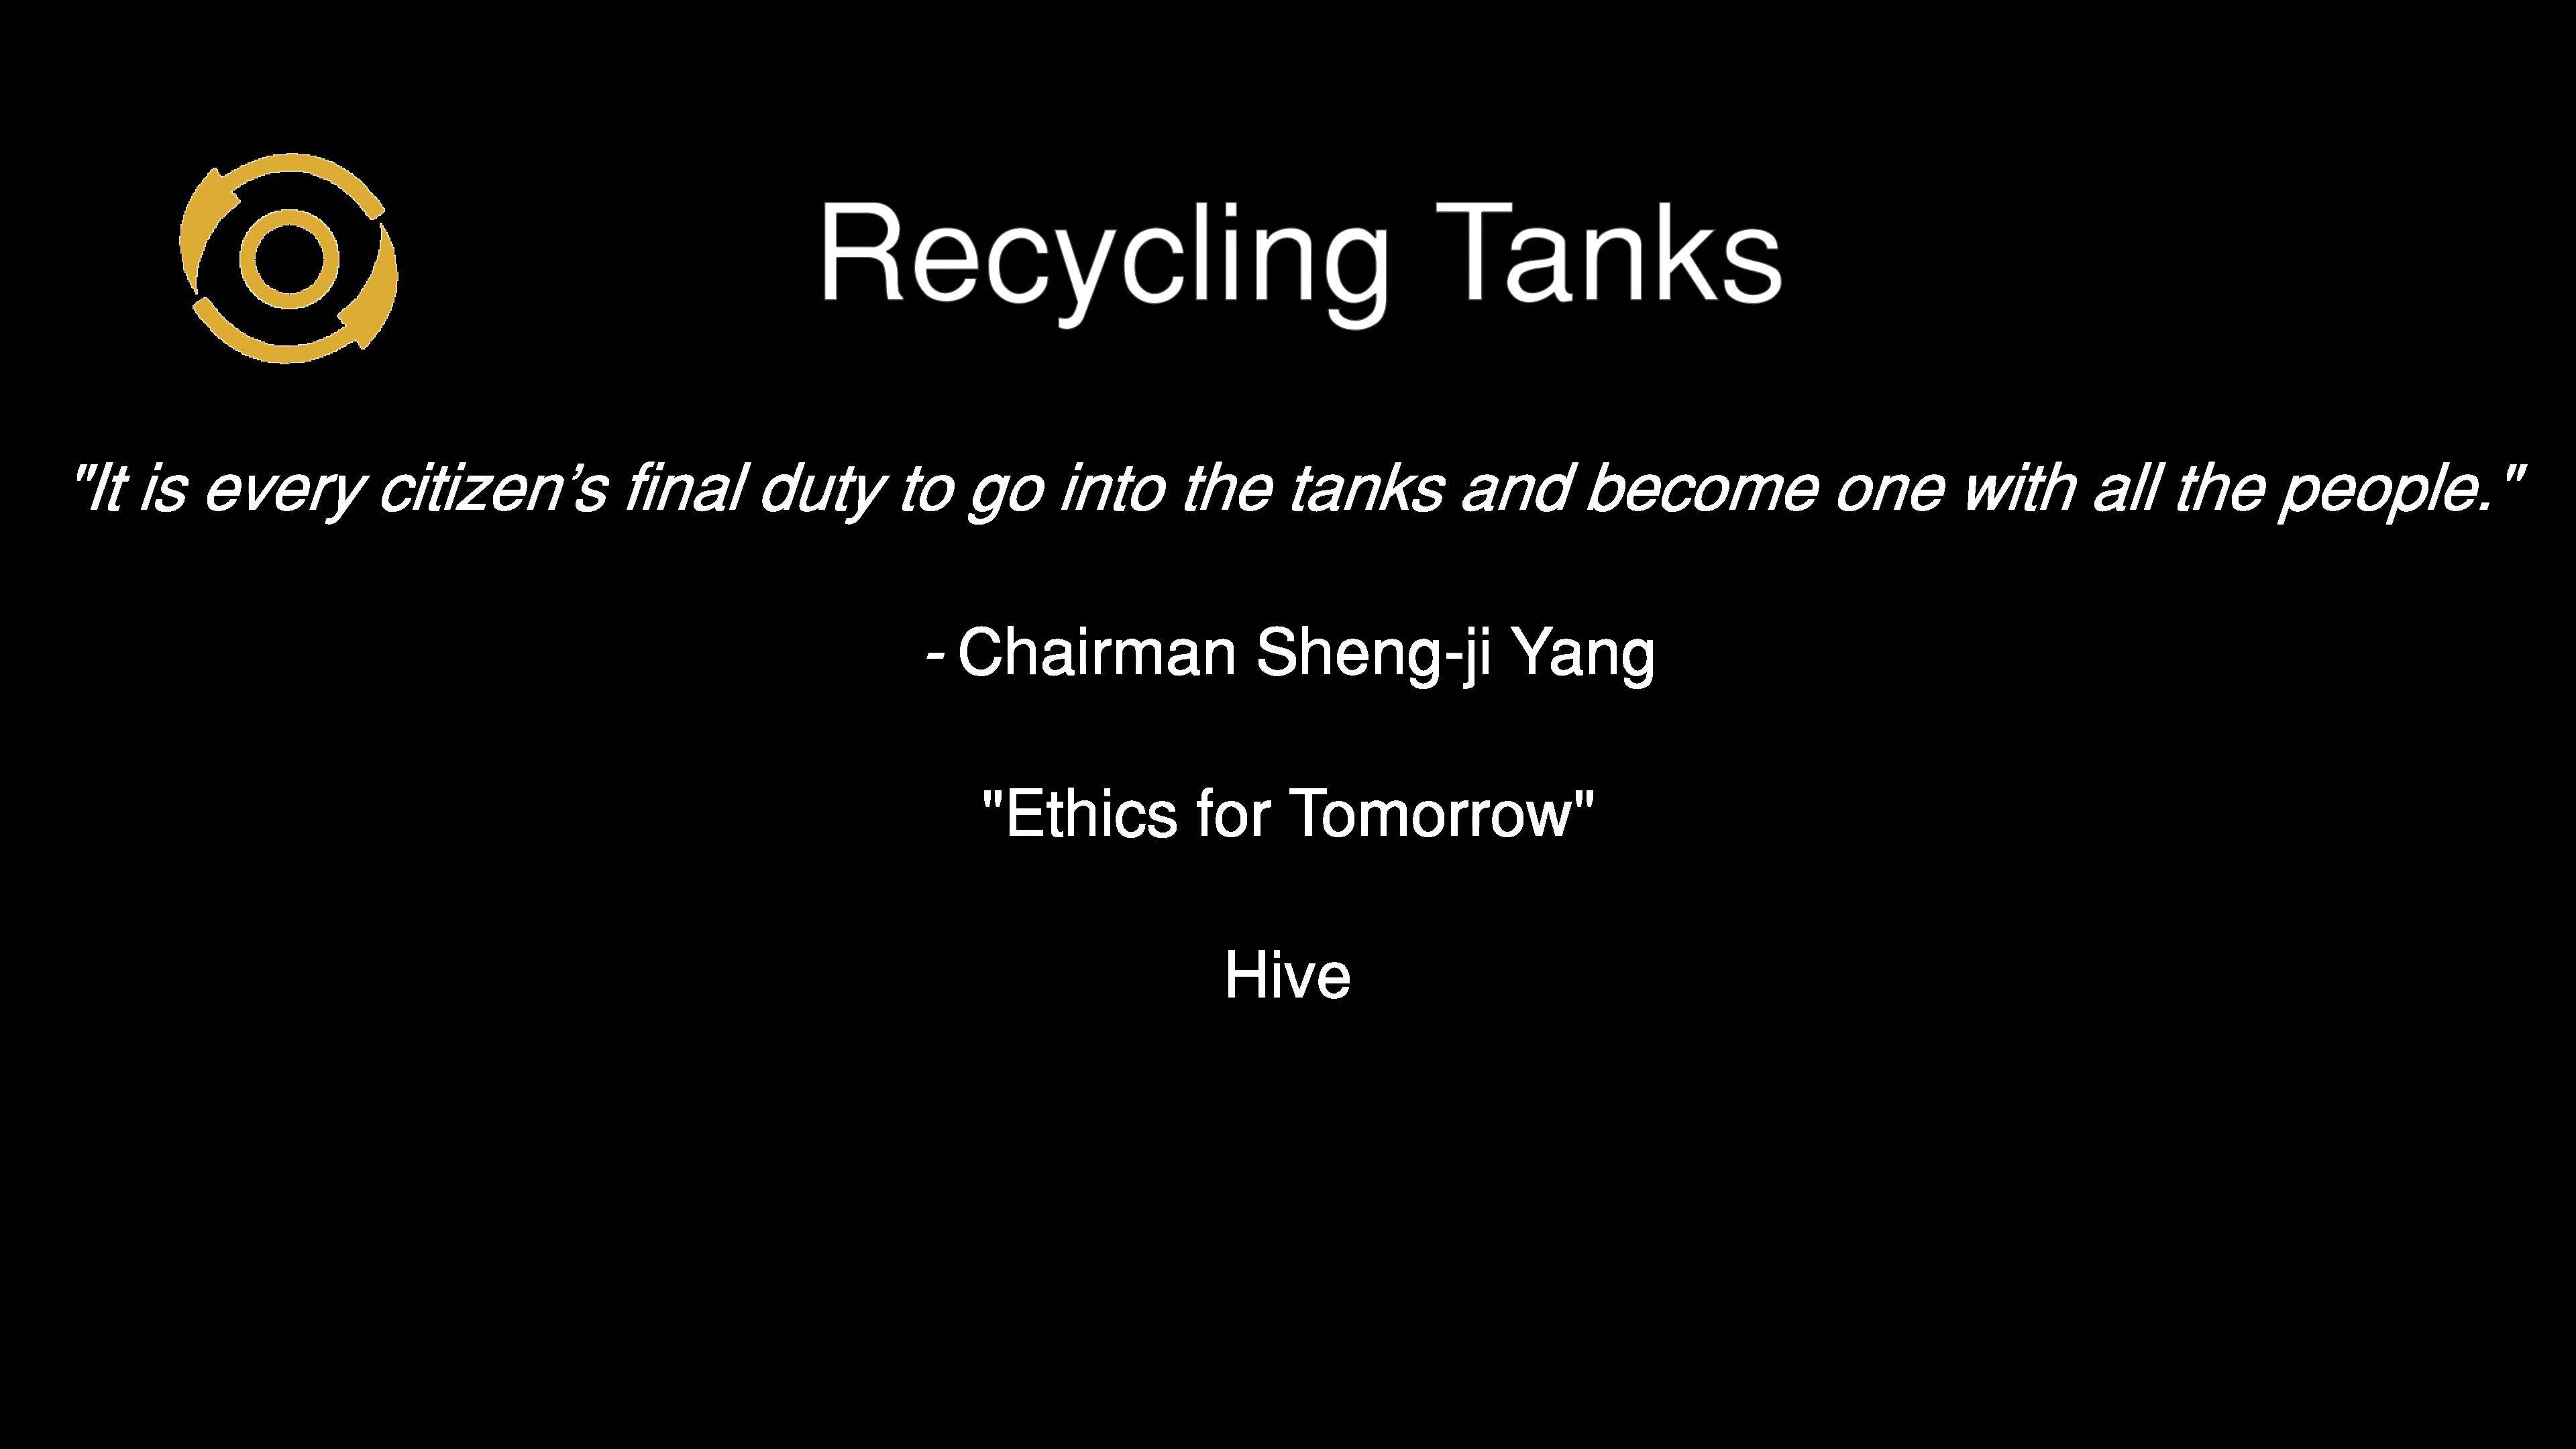 Recycling Tanks
"It is every citizen’s final duty to go into the tanks and become one with all the people."
- Chairman Sheng-ji Yang
"Ethics for Tomorrow"
Hive